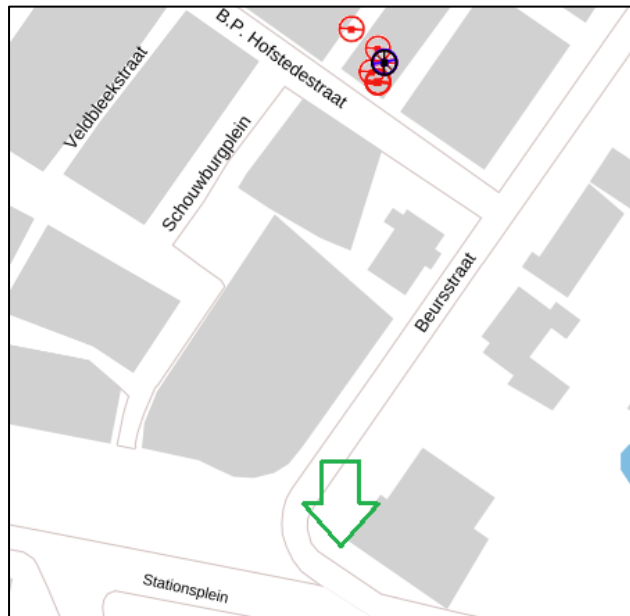 B.P. Hofstedestraat
Veldbleekstraat
Schouwburgplein
Beursstraat
Stationsplein